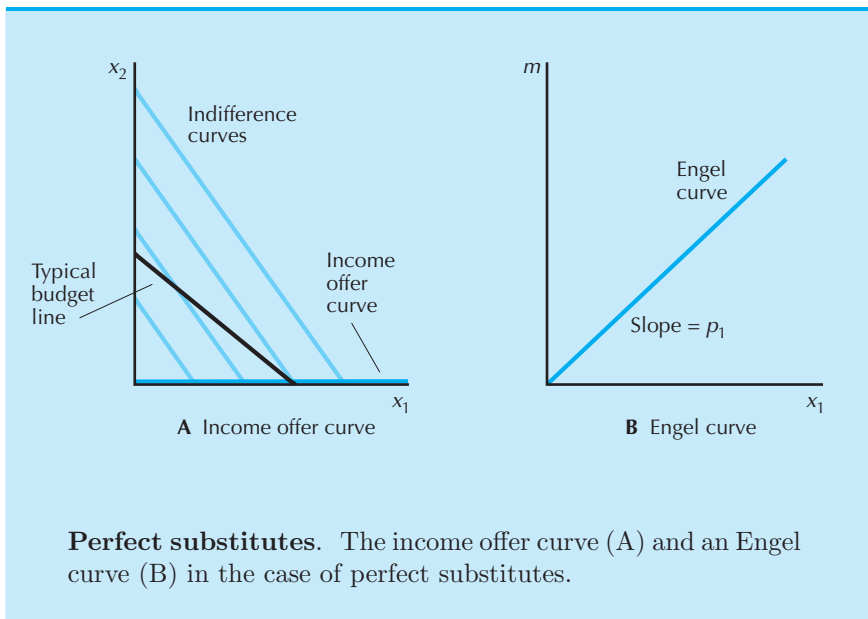 x2
Indifference
curves
Typical
budget
line
Income
offer
curve
x1
A Income offer curve
m
Engel
curve
Slope = p1
x1
B Engel curve
Perfect substitutes. The income offer curve (A) and an Engel
curve (B) in the case of perfect substitutes.